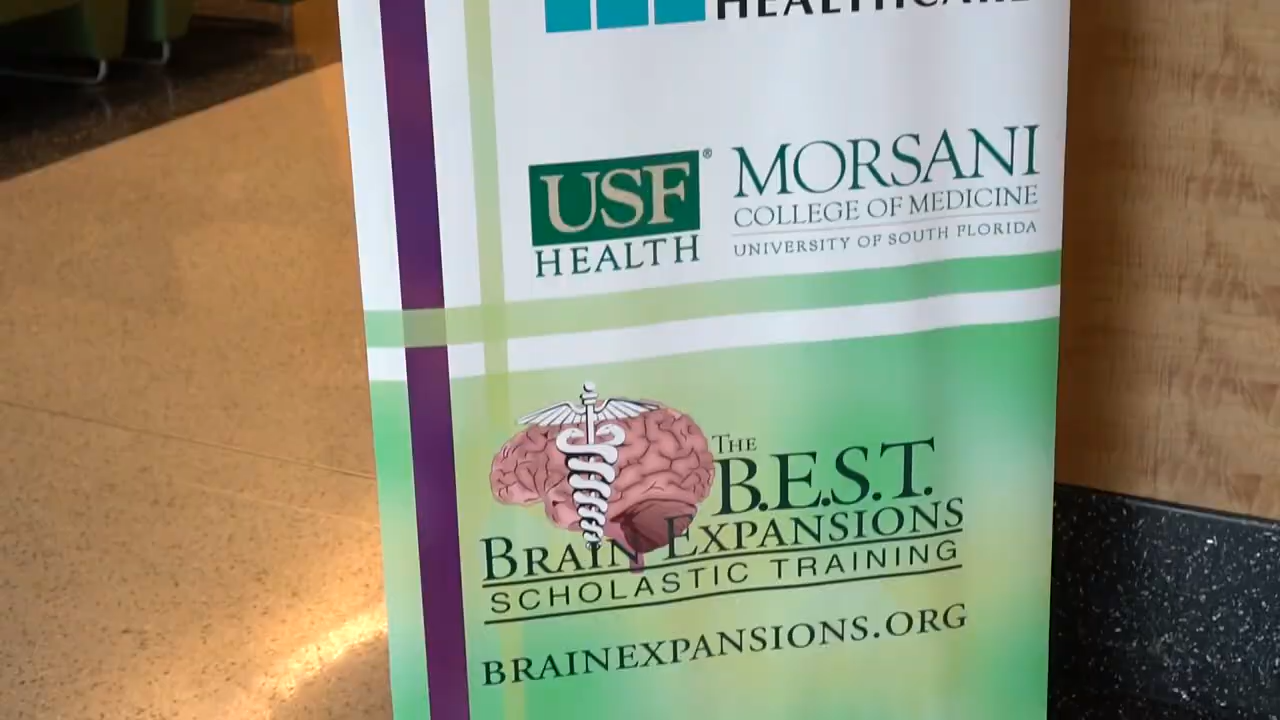 HEALTHCARE
USF®
HEALTH
MORSANI
COLLEGE OF MEDICINE
UNIVERSITY OF SOUTH FLORIDA
THE
B.E.S.T.
BRAIN EXPANSIONS
SCHOLASTIC TRAINING
BRAINEXPANSIONS.ORG